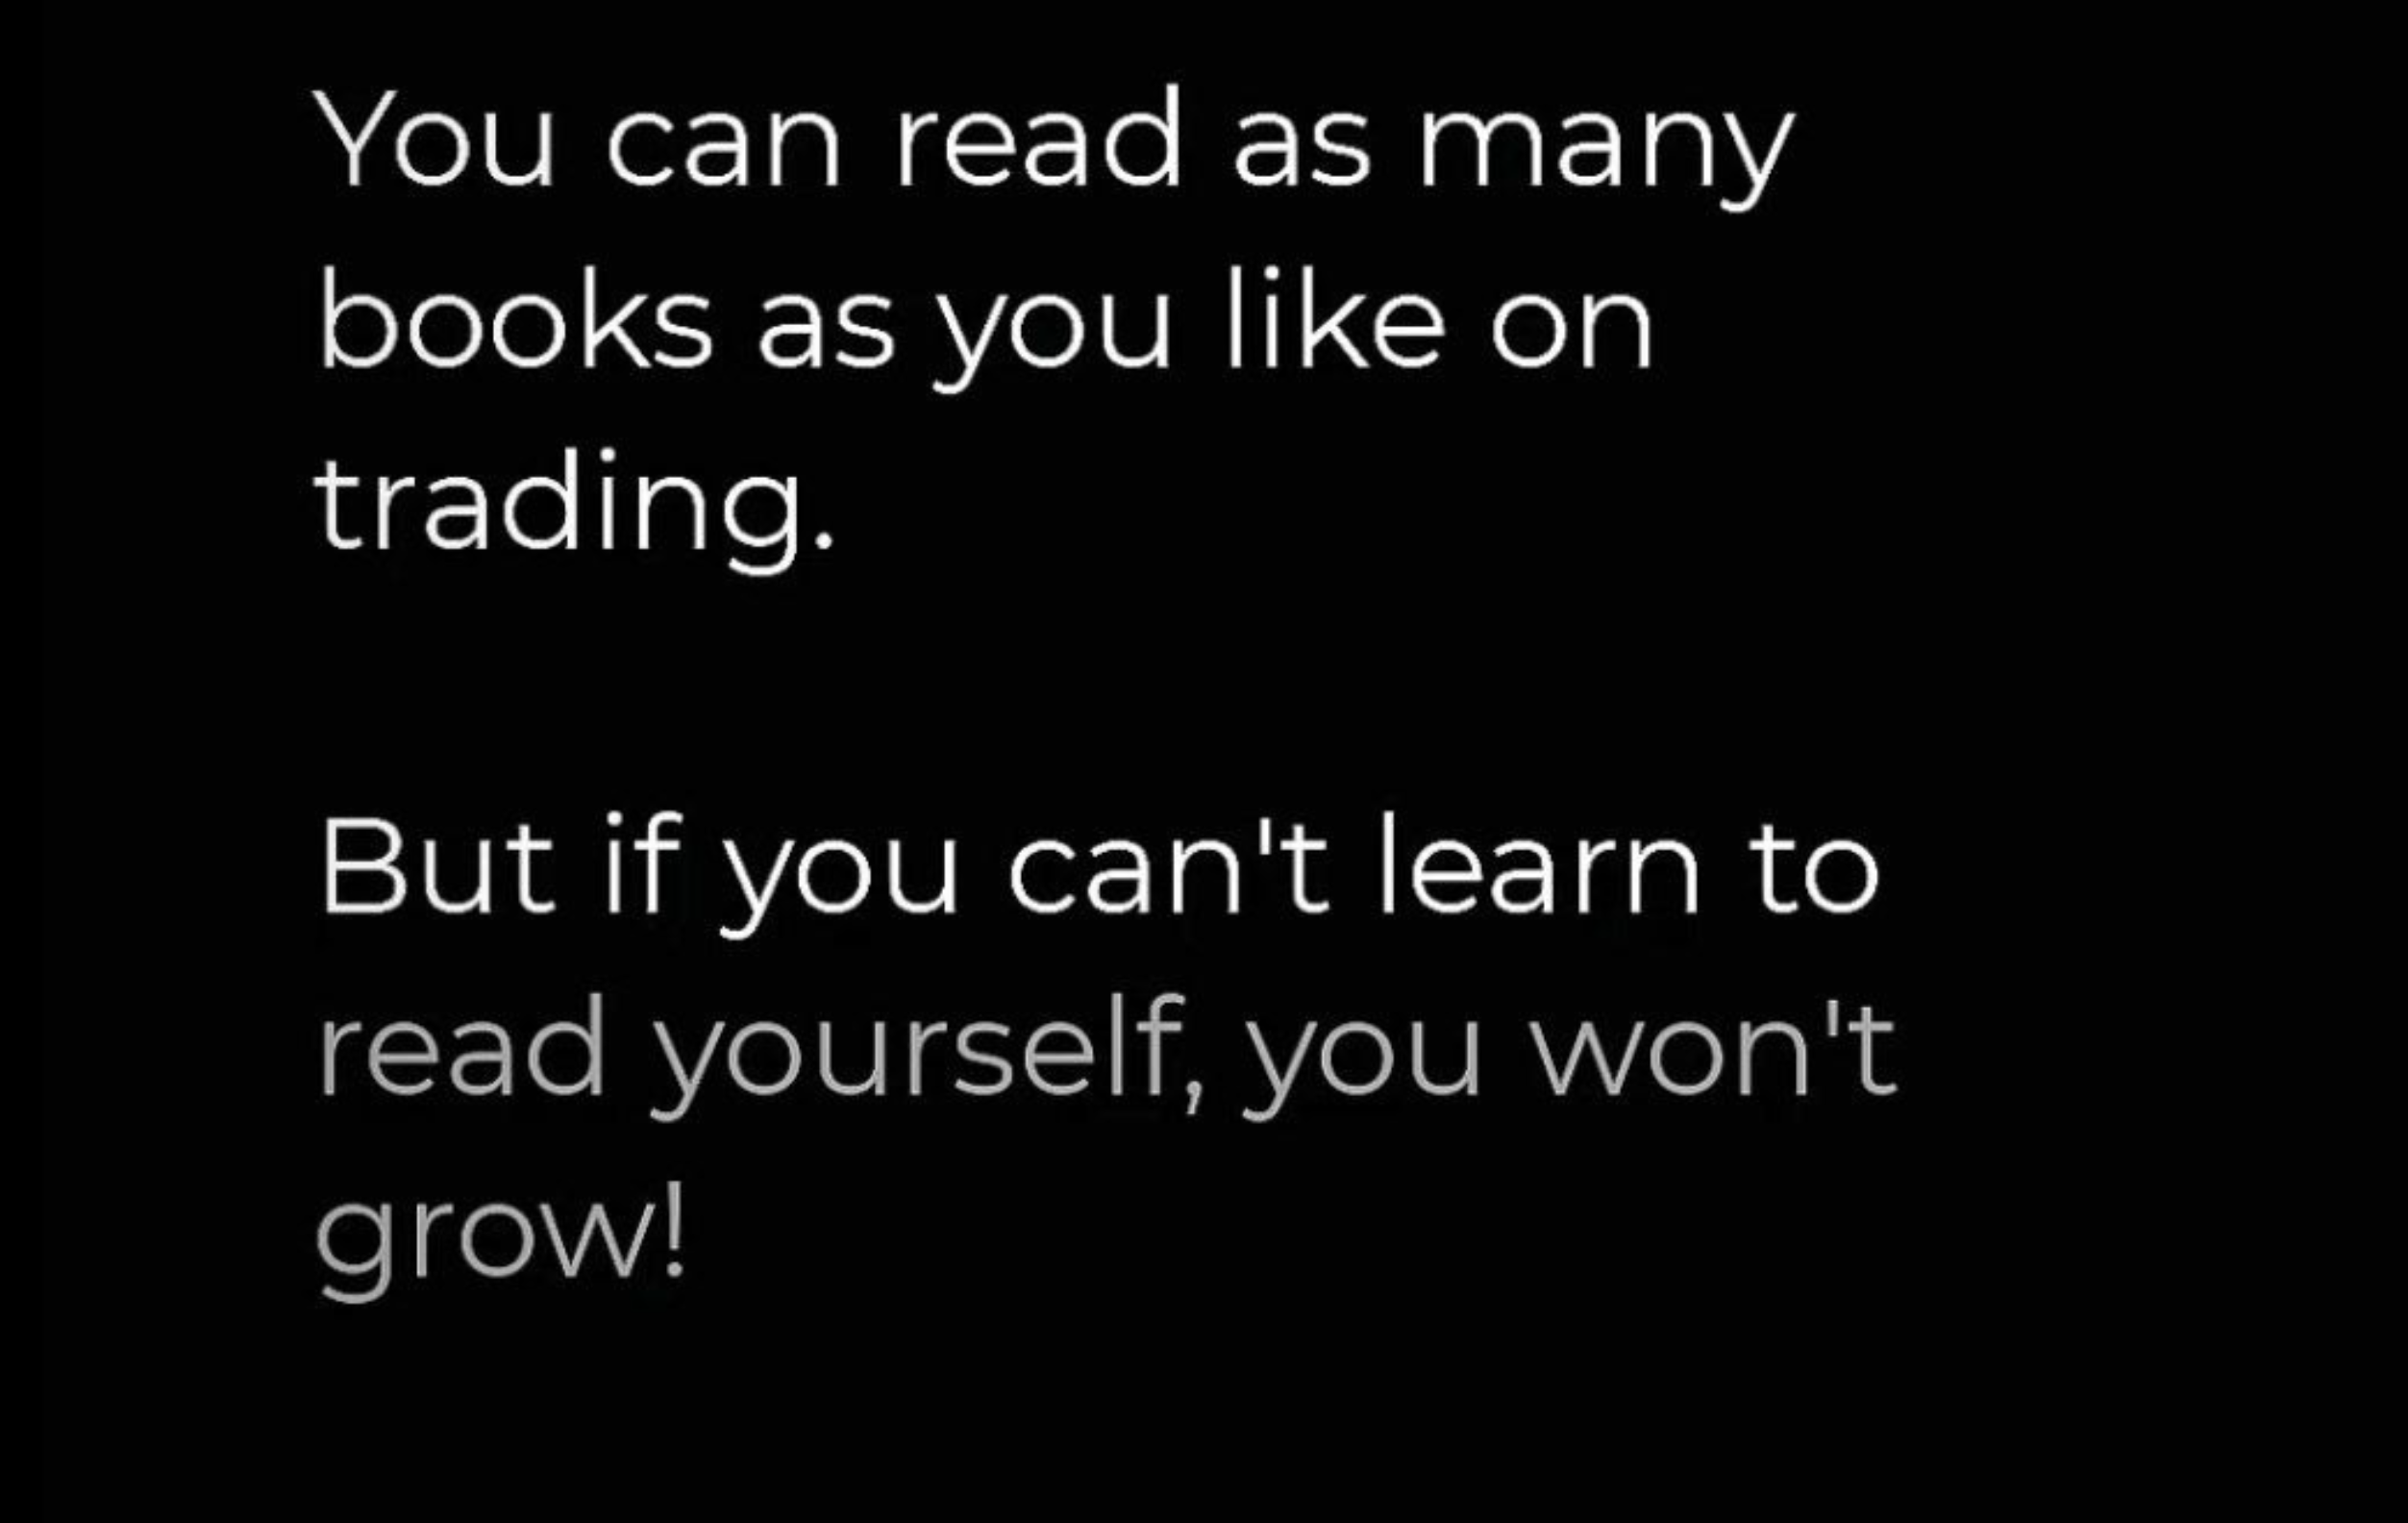 You can read as many
books as you like on
trading.
But if you can't learn to
read yourself, you won't
grow!